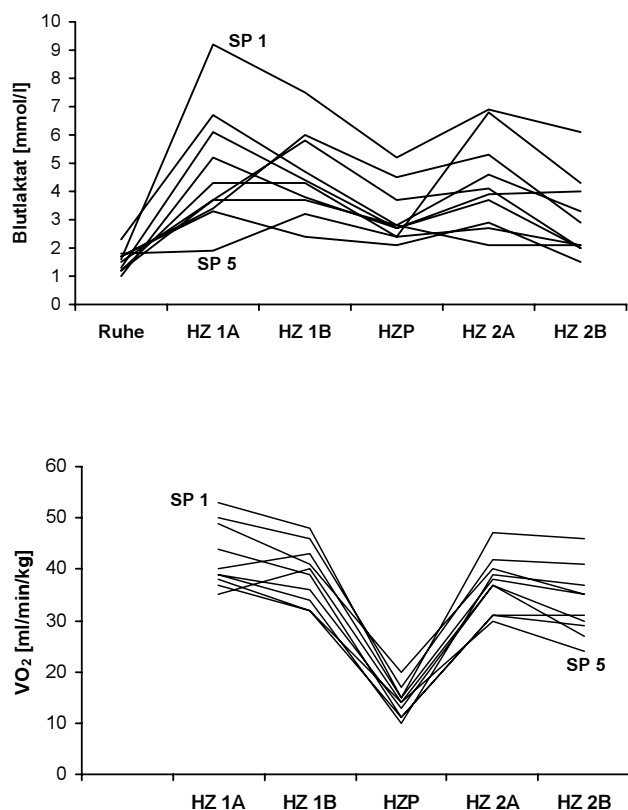 Blutlaktat [mmol/l]
10
9
8
7
6
5
4
3
2
1
0
SP 1
SP 5
Ruhe HZ 1A HZ 1B HZP HZ 2A HZ 2B
VO₂ [ml/min/kg]
60
50
40
30
20
10
0
SP 1
SP 5
HZ 1A HZ 1B HZP HZ 2A HZ 2B